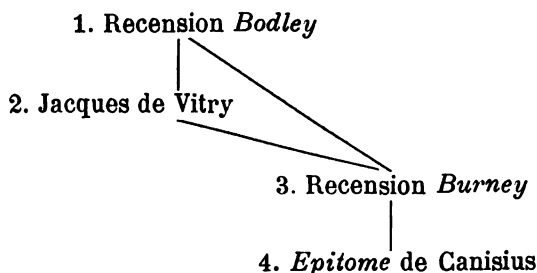 1. Recension Bodley
2. Jacques de Vitry
3. Recension Burney
4. Epitome de Canisius